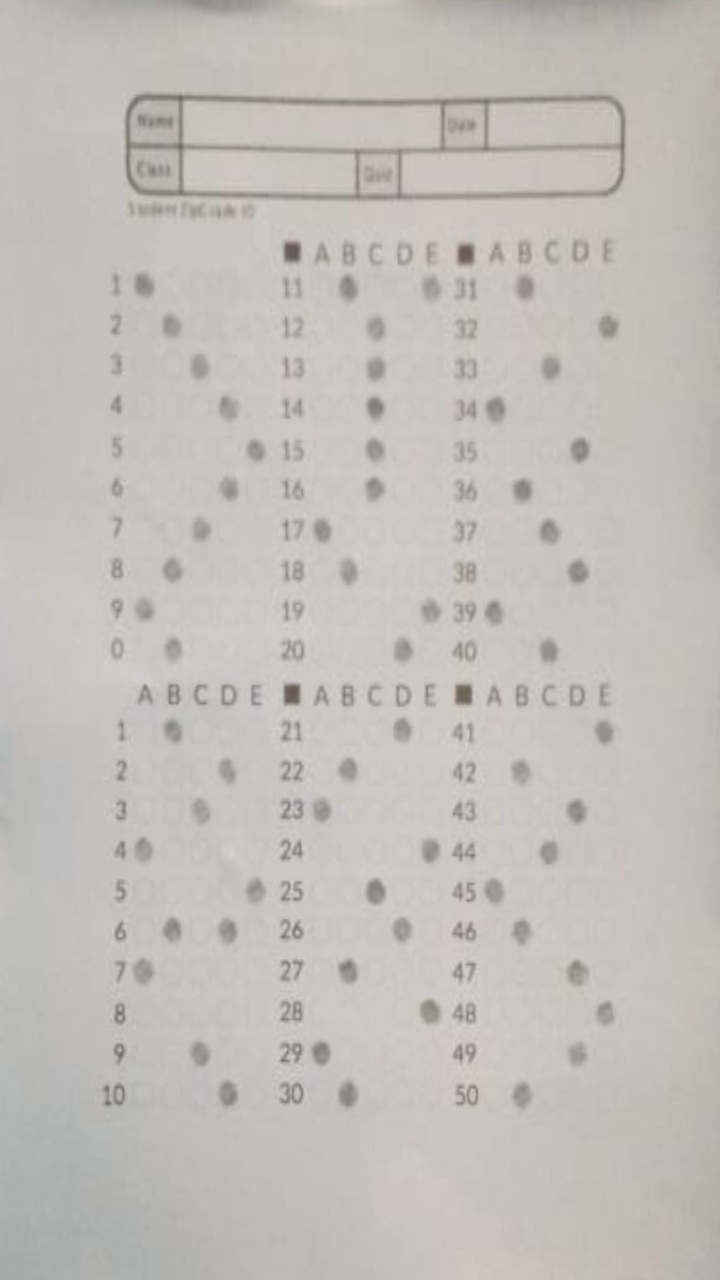 Name Date
Class Quiz
Student ZipGrade ID
A B C D E A B C D E
1 11 31
2 12 32
3 13 33
4 14 34
5 15 35
6 16 36
7 17 37
8 18 38
9 19 39
0 20 40
A B C D E A B C D E A B C D E
1 21 41
2 22 42
3 23 43
4 24 44
5 25 45
6 26 46
7 27 47
8 28 48
9 29 49
10 30 50